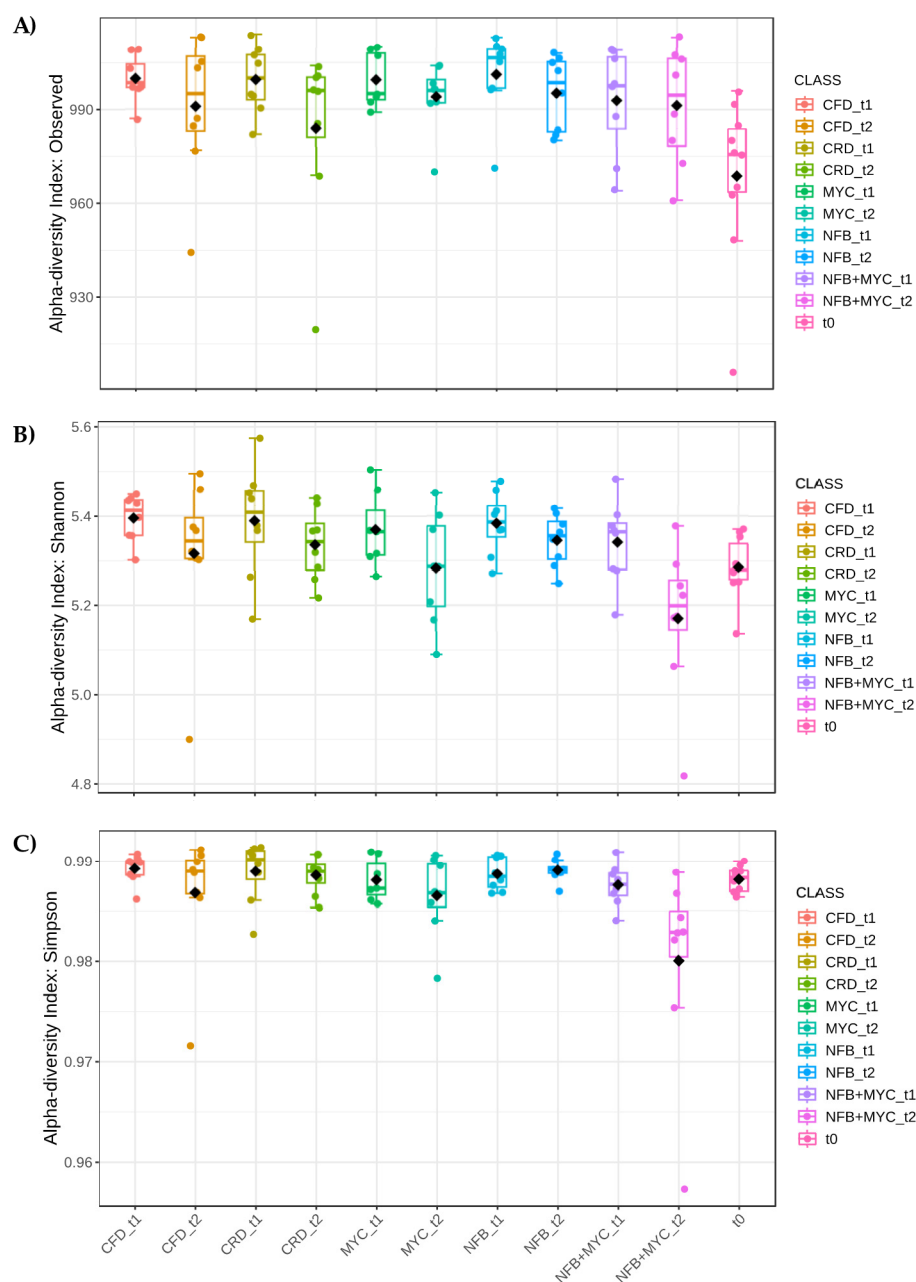 A)
Alpha-diversity Index: Observed
990
960
930
CLASS
CFD_t1
CFD_t2
CRD_t1
CRD_t2
MYC_t1
MYC_t2
NFB_t1
NFB_t2
NFB+MYC_t1
NFB+MYC_t2
t0
B)
Alpha-diversity Index: Shannon
5.6
5.4
5.2
5.0
4.8
CLASS
CFD_t1
CFD_t2
CRD_t1
CRD_t2
MYC_t1
MYC_t2
NFB_t1
NFB_t2
NFB+MYC_t1
NFB+MYC_t2
t0
C)
Alpha-diversity Index: Simpson
0.99
0.98
0.97
0.96
CLASS
CFD_t1
CFD_t2
CRD_t1
CRD_t2
MYC_t1
MYC_t2
NFB_t1
NFB_t2
NFB+MYC_t1
NFB+MYC_t2
t0
CFD_t1
CFD_t2
CRD_t1
CRD_t2
MYC_t1
MYC_t2
NFB_t1
NFB_t2
NFB+MYC_t1
NFB+MYC_t2
t0